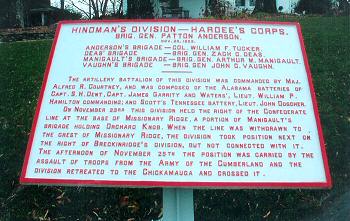 HINDMAN'S DIVISION — HARDEE'S CORPS.
BRIG. GEN. PATTON ANDERSON.
NOV. 25, 1863.
ANDERSON'S BRIGADE — COL. WILLIAM F. TUCKER.
DEAS' BRIGADE — BRIG. GEN. ZACH C. DEAS.
MANIGAULT'S BRIGADE — BRIG. GEN. ARTHUR M. MANIGAULT.
VAUGHN'S BRIGADE — BRIG. GEN JOHN C. VAUGHN.
THE ARTILLERY BATTALION OF THIS DIVISION WAS COMMANDED BY MAJ.
ALFRED R. COURTNEY, AND WAS COMPOSED OF THE ALABAMA BATTERIES OF
CAPT. S. H. DENT, CAPT. JAMES GARRITY AND WATERS', LIEUT. WILLIAM P.
HAMILTON COMMANDING; AND SCOTT'S TENNESSEE BATTERY, LIEUT. JOHN DOSCHER.
ON NOVEMBER 23RD THIS DIVISION HELD THE RIGHT OF THE CONFEDERATE
LINE AT THE BASE OF MISSIONARY RIDGE, A PORTION OF MANIGAULT'S
BRIGADE HOLDING ORCHARD KNOB. WHEN THE LINE WAS WITHDRAWN TO
THE CREST OF MISSIONARY RIDGE, THE DIVISION TOOK POSITION NEXT ON
THE RIGHT OF BRECKINRIDGE'S DIVISION, BUT NOT CONNECTED WITH IT.
THE AFTERNOON OF NOVEMBER 25TH THE POSITION WAS CARRIED BY THE
ASSAULT OF TROOPS FROM THE ARMY OF THE CUMBERLAND AND THE
DIVISION RETREATED TO THE CHICKAMAUGA AND CROSSED IT.